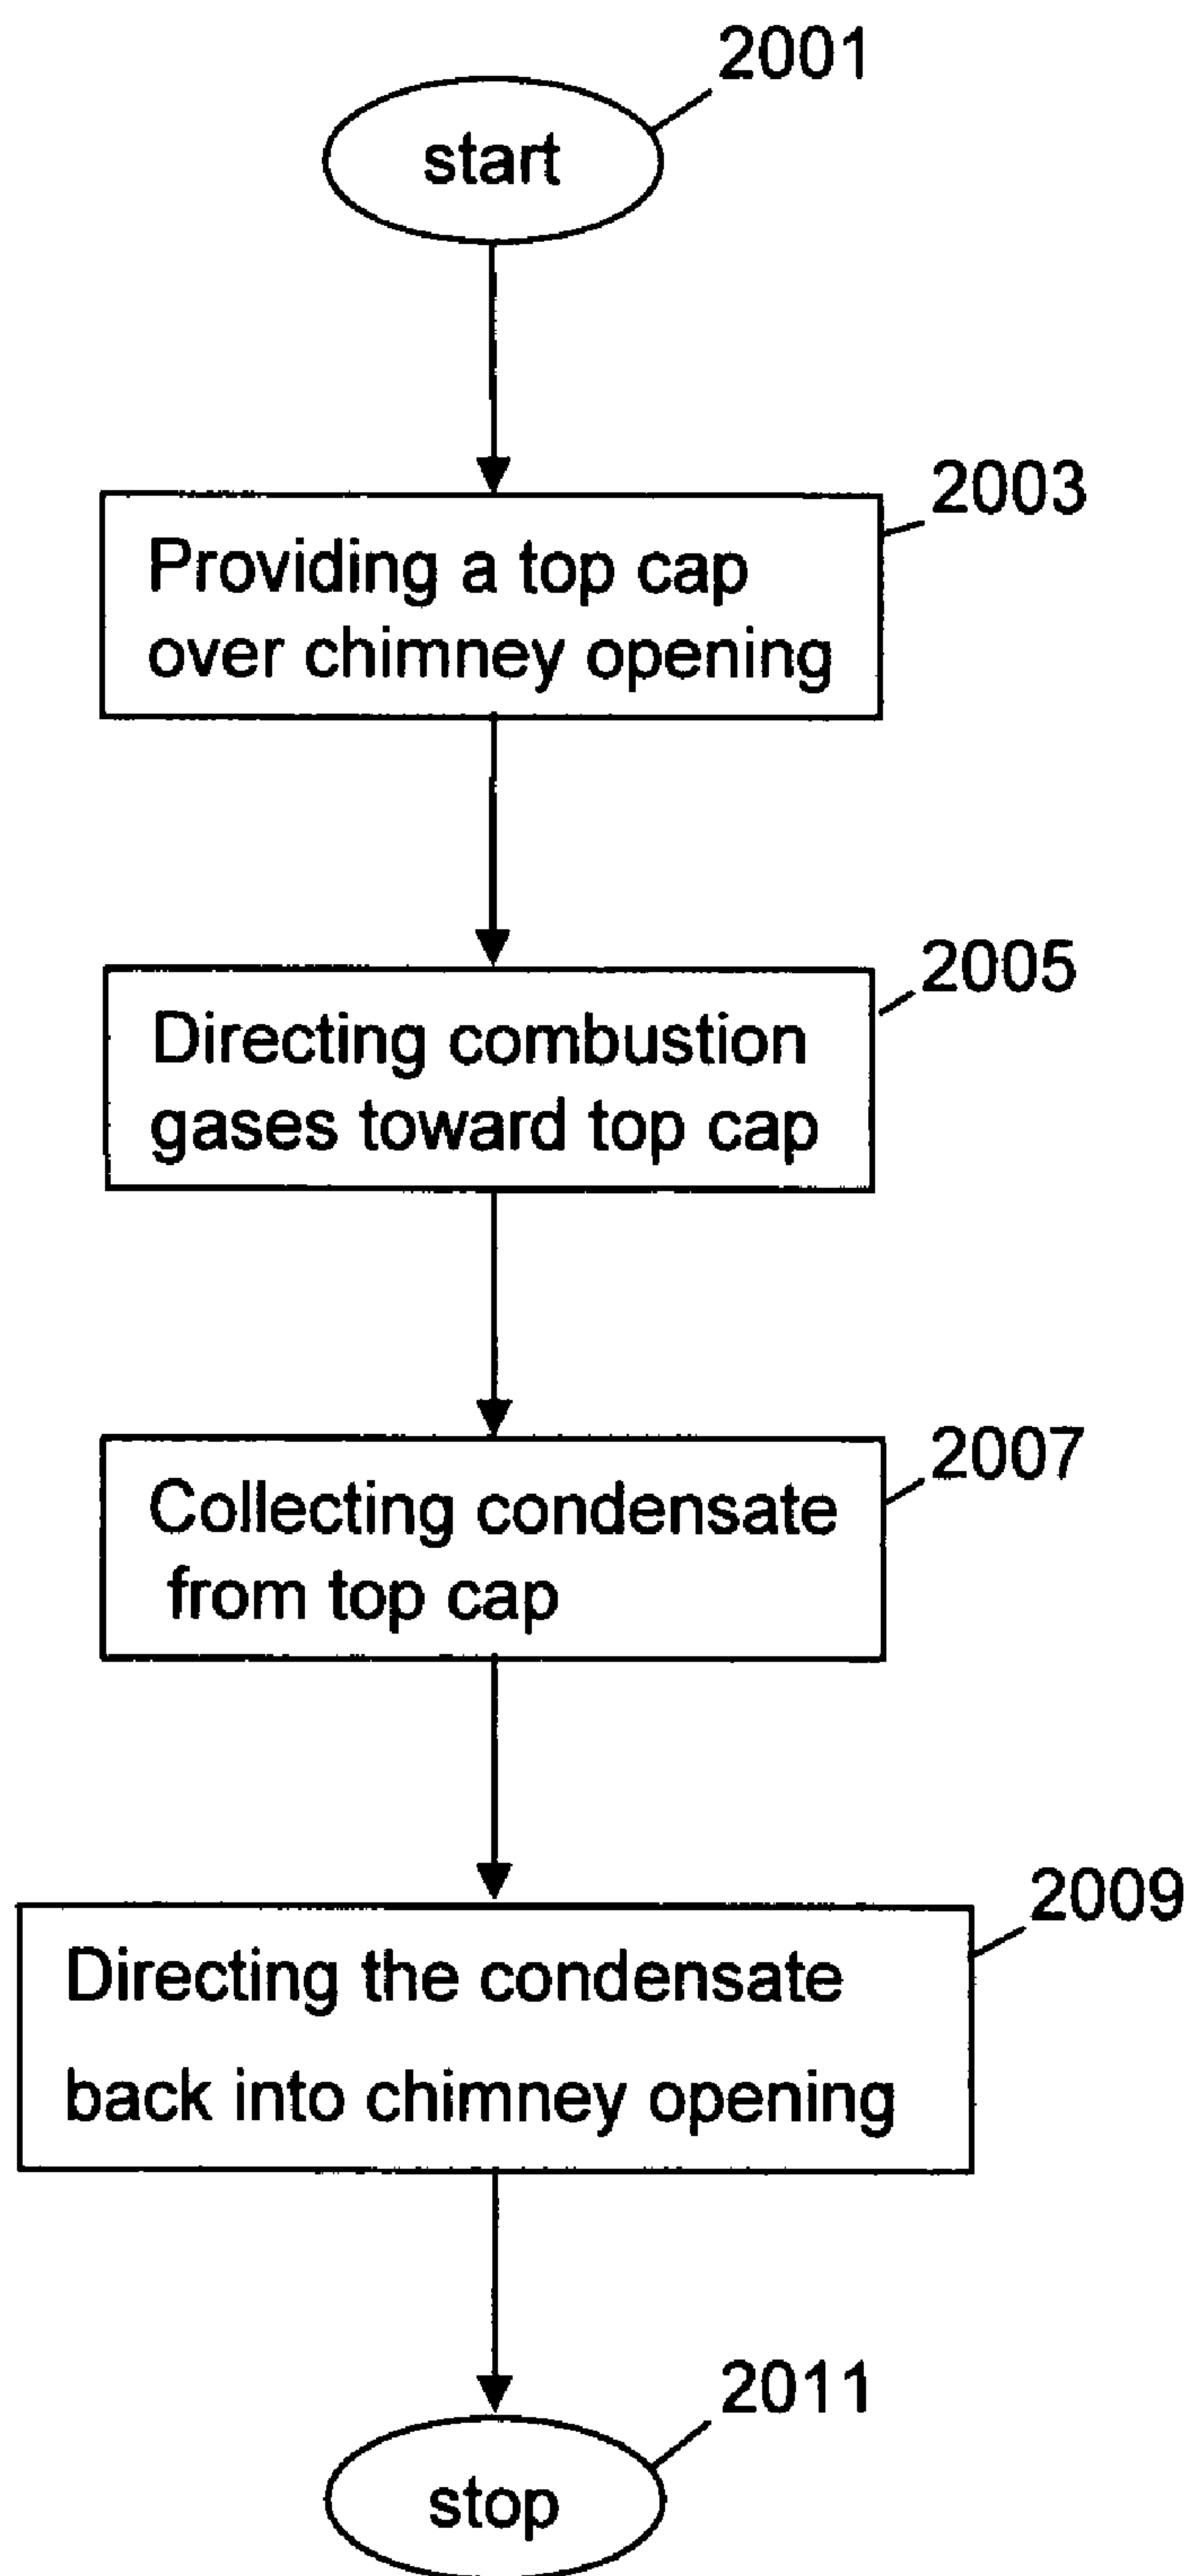 2001
start
2003
Providing a top cap
over chimney opening
2005
Directing combustion
gases toward top cap
2007
Collecting condensate
from top cap
2009
Directing the condensate
back into chimney opening
2011
stop